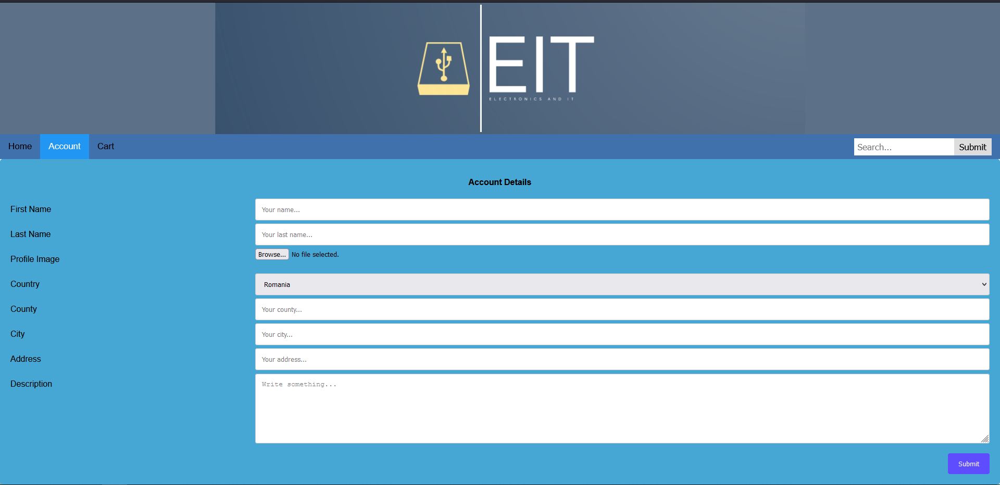 EIT
ELECTRONICS AND IT
Home Account Cart Search... Submit
Account Details
First Name Your name...
Last Name Your last name...
Profile Image Browse... No file selected.
Country Romania
County Your county...
City Your city...
Address Your address...
Description Write something...
Submit